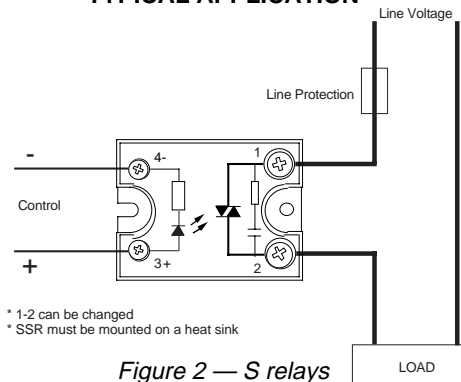 TYPICAL APPLICATION
Line Voltage
Line Protection
-
4-
1
Control
+
3+
2
* 1-2 can be changed
* SSR must be mounted on a heat sink
Figure 2 — S relays
LOAD